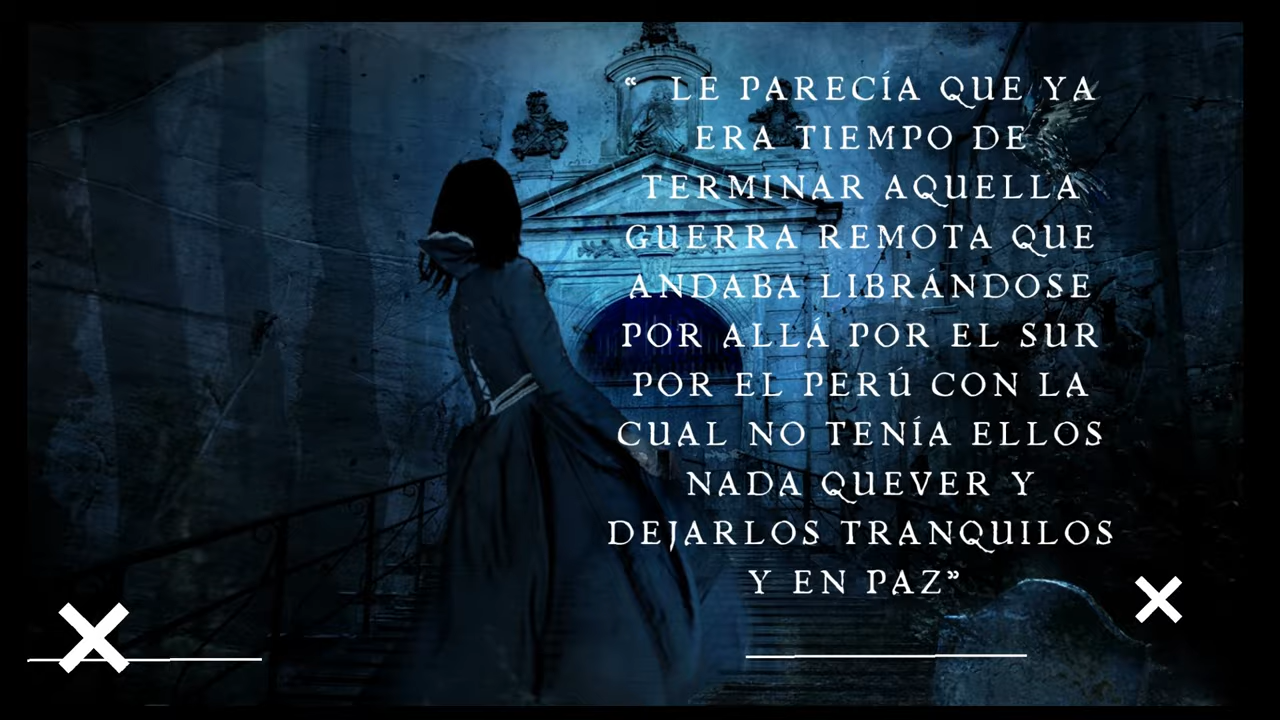 “ LE PARECÍA QUE YA
ERA TIEMPO DE
TERMINAR AQUELLA
GUERRA REMOTA QUE
ANDABA LIBRÁNDOSE
POR ALLÁ POR EL SUR
POR EL PERÚ CON LA
CUAL NO TENÍA ELLOS
NADA QUEVER Y
DEJARLOS TRANQUILOS
Y EN PAZ”